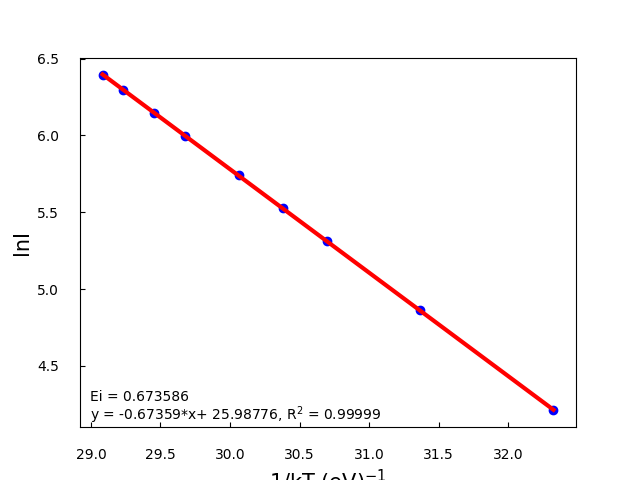 6.5
6.0
5.5
5.0
4.5
lnI
Ei = 0.673586
y = -0.67359*x+ 25.98776, R² = 0.99999
29.0 29.5 30.0 30.5 31.0 31.5 32.0
1/kT (eV)⁻¹